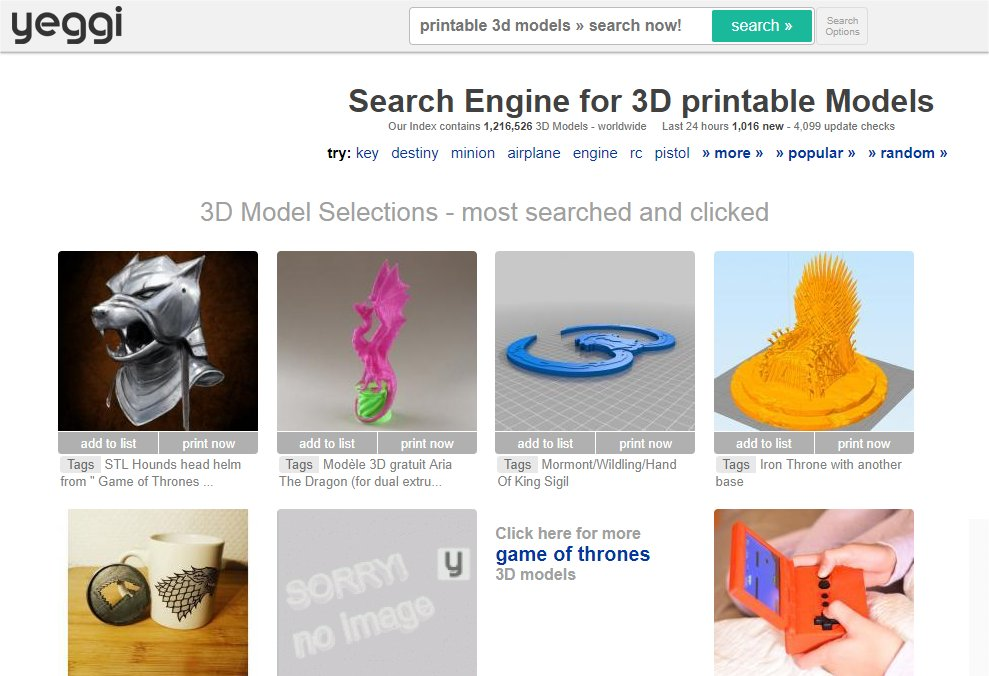 yeggi
printable 3d models » search now!
search »
Search
Options
Search Engine for 3D printable Models
Our Index contains 1,216,526 3D Models - worldwide Last 24 hours 1,016 new - 4,099 update checks
try: key destiny minion airplane engine rc pistol » more » » popular » » random »
3D Model Selections - most searched and clicked
add to list print now
add to list print now
add to list print now
add to list print now
Tags STL Hounds head helm
from " Game of Thrones ...
Tags Modèle 3D gratuit Aria
The Dragon (for dual extru...
Tags Mormont/Wildling/Hand
Of King Sigil
Tags Iron Throne with another
base
SORRY!
no Image
y
Click here for more
game of thrones
3D models